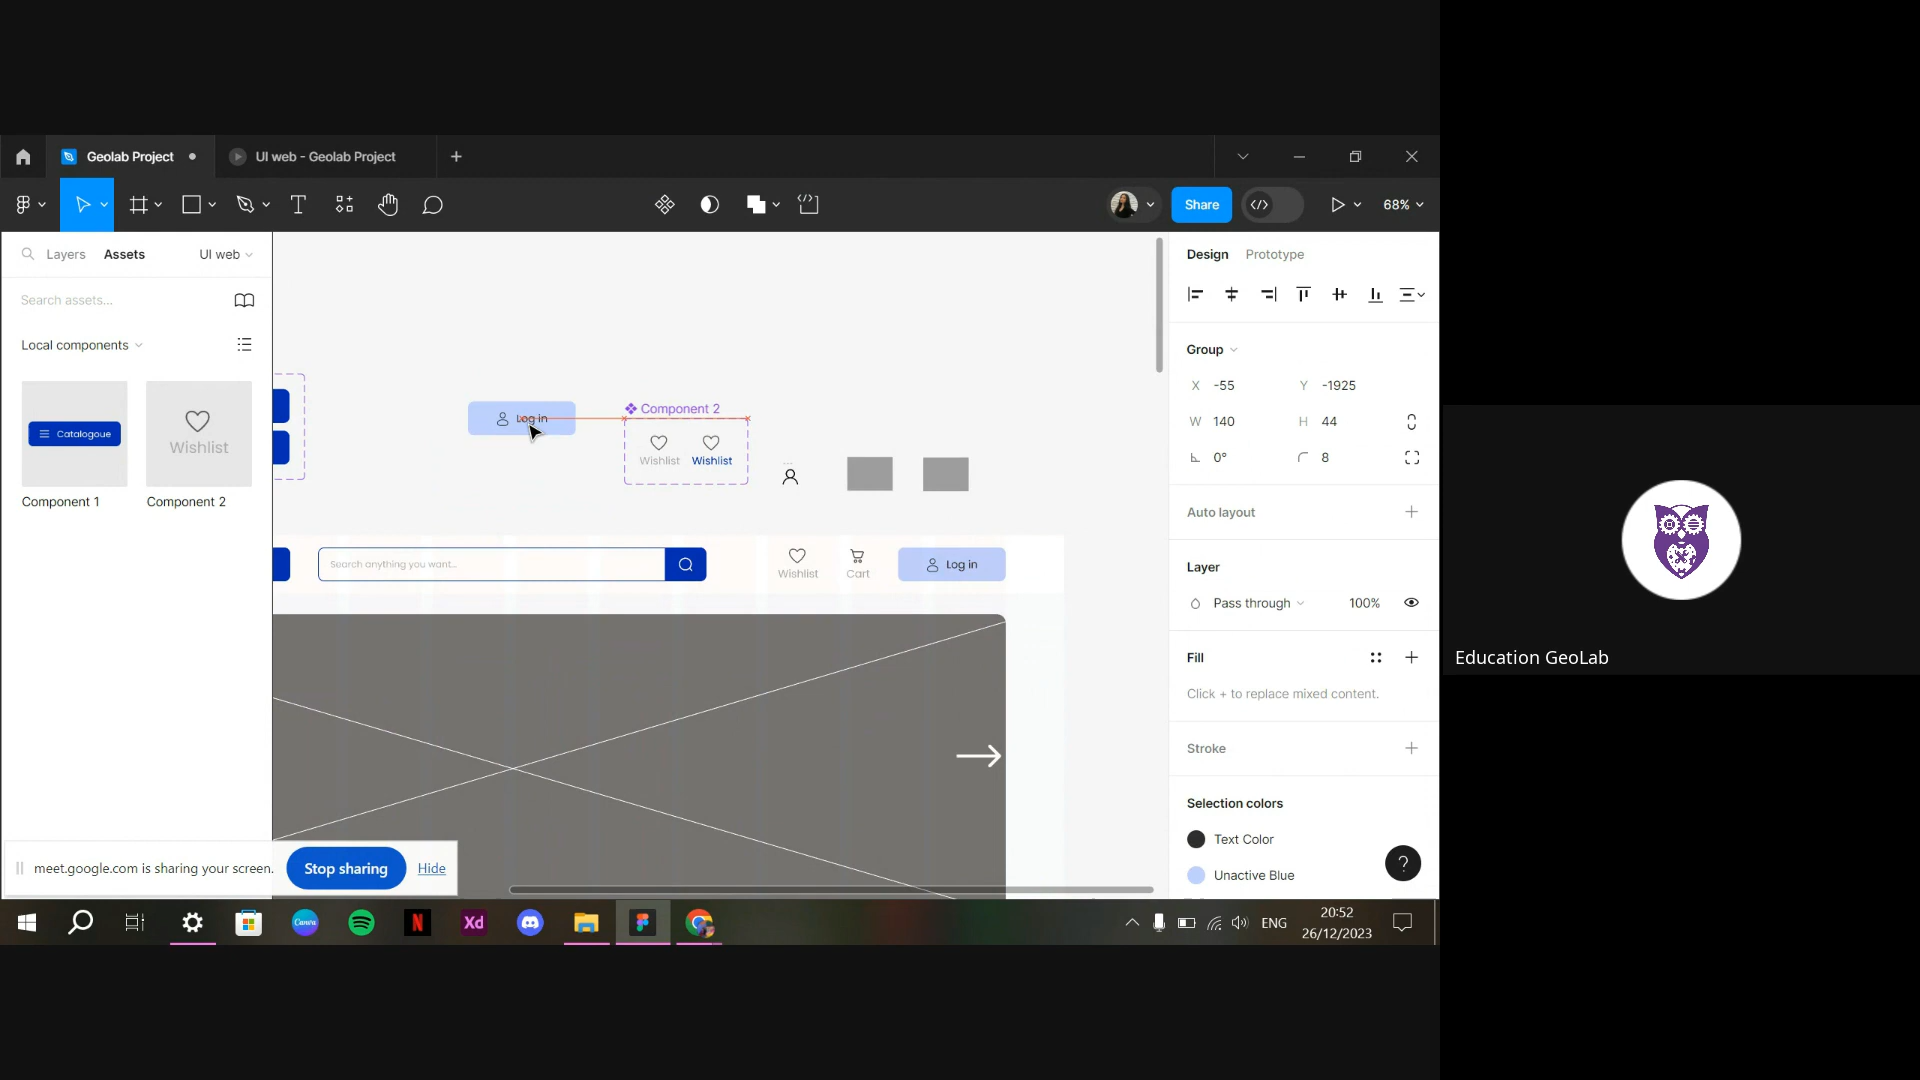 Geolab Project
UI web - Geolab Project
Share
68%
Layers
Assets
UI web
Search assets...
Local components
Catalogoue
Wishlist
Component 1
Component 2
Log in
Component 2
Wishlist
Wishlist
Search anything you want...
Wishlist
Cart
Log in
Design
Prototype
Group
X -55
Y -1925
W 140
H 44
0°
8
Auto layout
Layer
Pass through
100%
Fill
Click + to replace mixed content.
Stroke
Selection colors
Text Color
Unactive Blue
?
meet.google.com is sharing your screen.
Stop sharing
Hide
Canva
N
Xd
ENG
20:52
26/12/2023
Education GeoLab